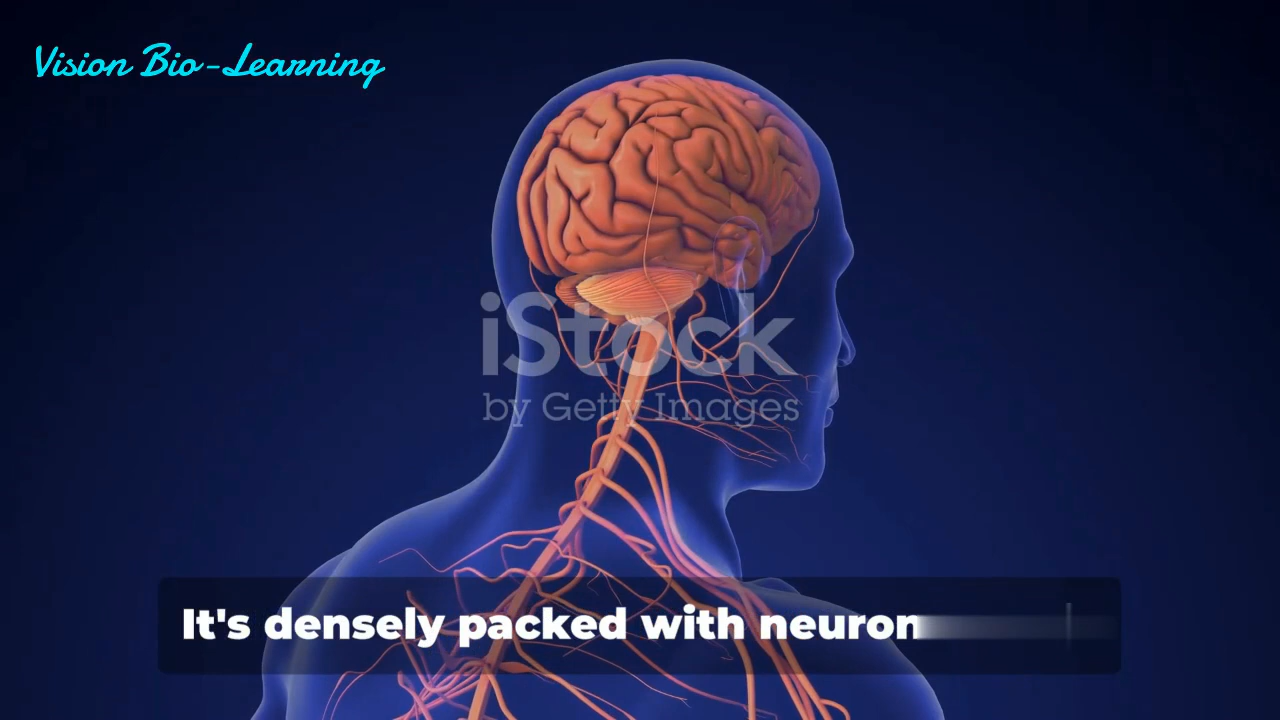 Vision Bio-Learning
iStock
by Getty Images
It's densely packed with neuron